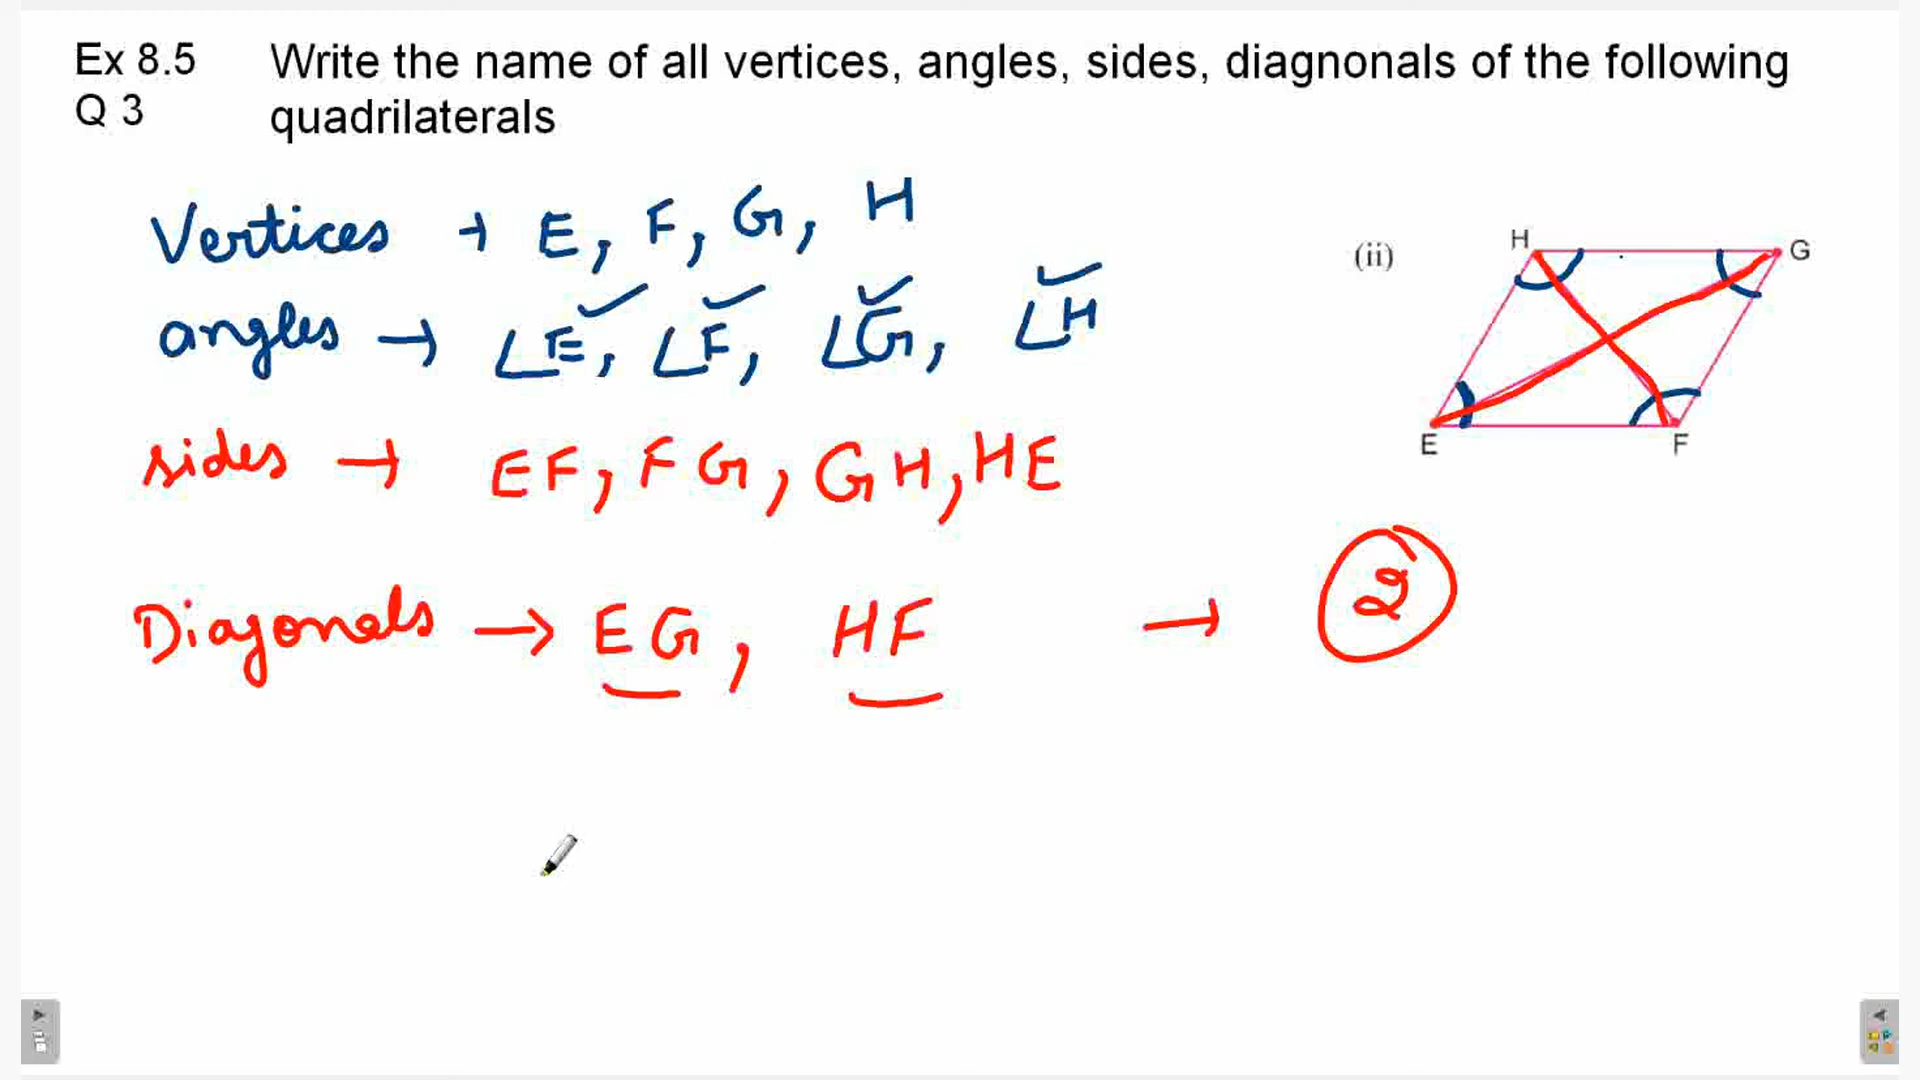 Ex 8.5 Write the name of all vertices, angles, sides, diagnonals of the following
Q 3 quadrilaterals
Vertices → E, F, G, H
angles → ∠E, ∠F, ∠G, ∠H
sides → EF, FG, GH, HE
Diagonals → EG, HF → 2
(ii)
H G
E F